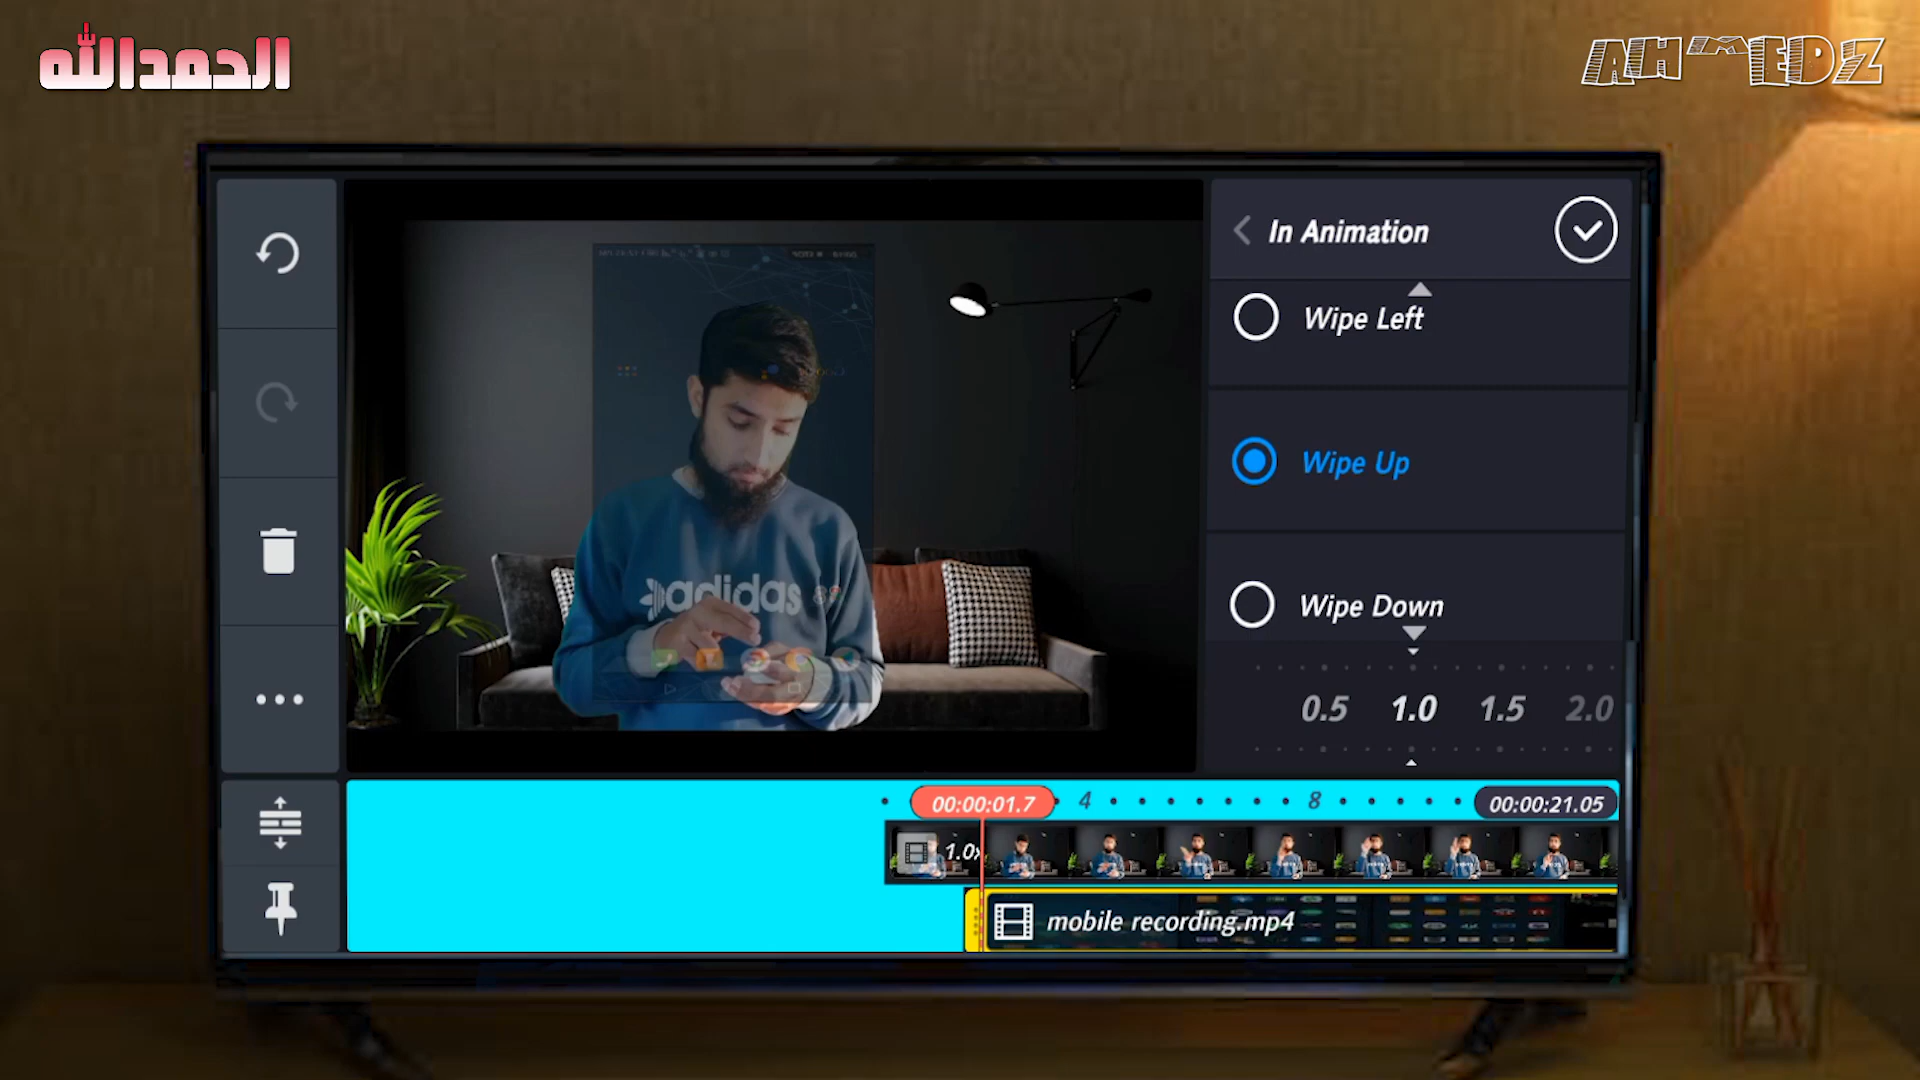 الحمدالله
AHMEDZ
In Animation
Wipe Left
Wipe Up
Wipe Down
adidas
0.5 1.0 1.5 2.0
00:00:01.7 4 8 00:00:21.05
1.0x
mobile recording.mp4